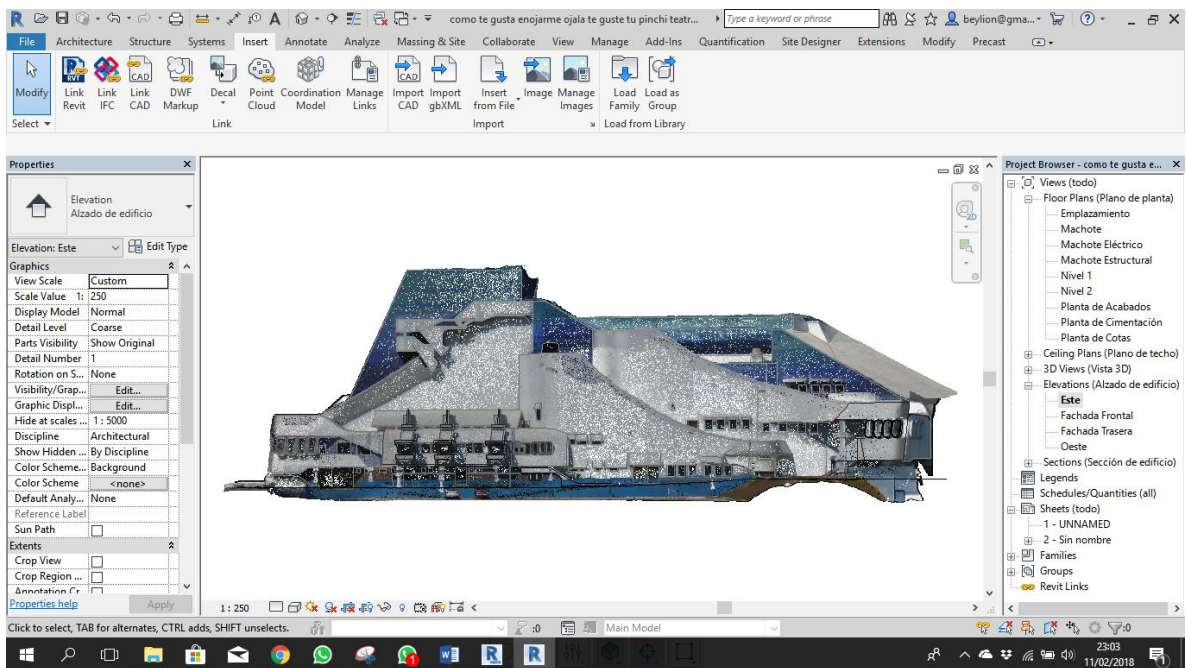 como te gusta enojarme ojala te guste tu pinchi teatr...
Type a keyword or phrase
beylion@gma...
File Architecture Structure Systems Insert Annotate Analyze Massing & Site Collaborate View Manage Add-Ins Quantification Site Designer Extensions Modify Precast
Modify
Link Revit
Link IFC
Link CAD
DWF Markup
Decal
Point Cloud
Coordination Model
Manage Links
Import CAD
Import gbXML
Insert from File
Image
Manage Images
Load Family
Load as Group
Select
Link
Import
Load from Library
Properties
Elevation
Alzado de edificio
Elevation: Este
Edit Type
Graphics
View Scale Custom
Scale Value 1: 250
Display Model Normal
Detail Level Coarse
Parts Visibility Show Original
Detail Number 1
Rotation on S... None
Visibility/Grap... Edit...
Graphic Displ... Edit...
Hide at scales ... 1 : 5000
Discipline Architectural
Show Hidden ... By Discipline
Color Scheme... Background
Color Scheme <none>
Default Analy... None
Reference Label
Sun Path
Extents
Crop View
Crop Region ...
Annotation Cr...
Properties help
Apply
1 : 250
Project Browser - como te gusta e...
Views (todo)
Floor Plans (Plano de planta)
Emplazamiento
Machote
Machote Eléctrico
Machote Estructural
Nivel 1
Nivel 2
Planta de Acabados
Planta de Cimentación
Planta de Cotas
Ceiling Plans (Plano de techo)
3D Views (Vista 3D)
Elevations (Alzado de edificio)
Este
Fachada Frontal
Fachada Trasera
Oeste
Sections (Sección de edificio)
Legends
Schedules/Quantities (all)
Sheets (todo)
1 - UNNAMED
2 - Sin nombre
Families
Groups
Revit Links
Click to select, TAB for alternates, CTRL adds, SHIFT unselects.
:0
Main Model
:0
23:03
11/02/2018